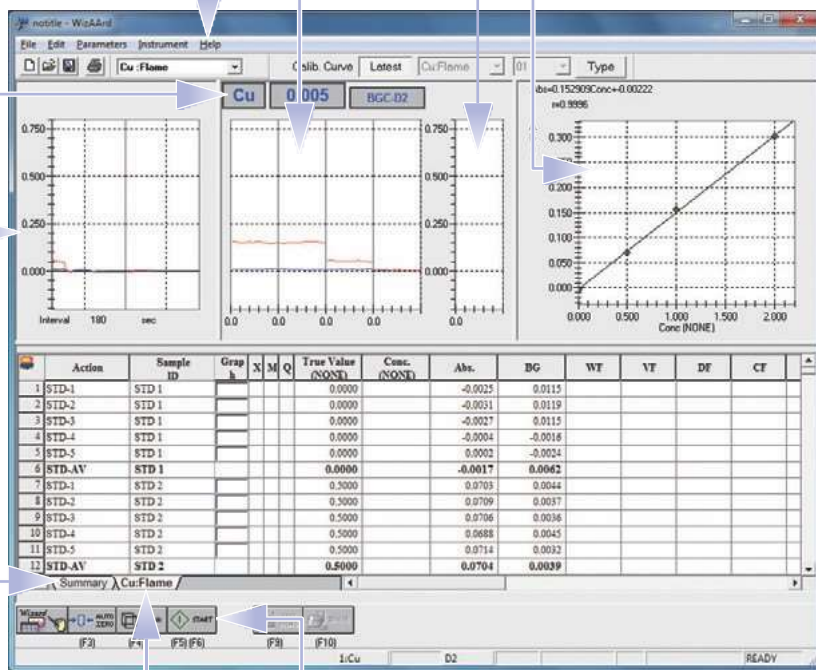 notitle - WizAArd
File Edit Parameters Instrument Help
Cu :Flame Calib. Curve Latest Cu:Flame 01 Type
Cu 0.005 BGC-D2
Abs=0.152909Conc+-0.00222
r=0.9996
0.750
0.500
0.250
0.000
Interval 180 sec
0.0 0.0 0.0 0.0
0.750
0.500
0.250
0.000
0.0
0.300
0.200
0.150
0.100
0.050
0.000
0.000 0.500 1.000 1.500 2.000
Conc (NONE)
Action Sample ID Graph X M Q True Value (NONE) Conc. (NONE) Abs. BG WF VF DF CF
1 STD-1 STD 1 0.0000 -0.0025 0.0115
2 STD-2 STD 1 0.0000 -0.0031 0.0119
3 STD-3 STD 1 0.0000 -0.0027 0.0115
4 STD-4 STD 1 0.0000 -0.0004 -0.0016
5 STD-5 STD 1 0.0000 0.0002 -0.0024
6 STD-AV STD 1 0.0000 -0.0017 0.0062
7 STD-1 STD 2 0.5000 0.0703 0.0044
8 STD-2 STD 2 0.5000 0.0709 0.0037
9 STD-3 STD 2 0.5000 0.0706 0.0036
10 STD-4 STD 2 0.5000 0.0688 0.0045
11 STD-5 STD 2 0.5000 0.0714 0.0032
12 STD-AV STD 2 0.5000 0.0704 0.0039
Summary Cu:Flame
Wizard AUTO ZERO START
(F3) (F4) (F5) (F6) (F9) (F10)
1:Cu D2 READY